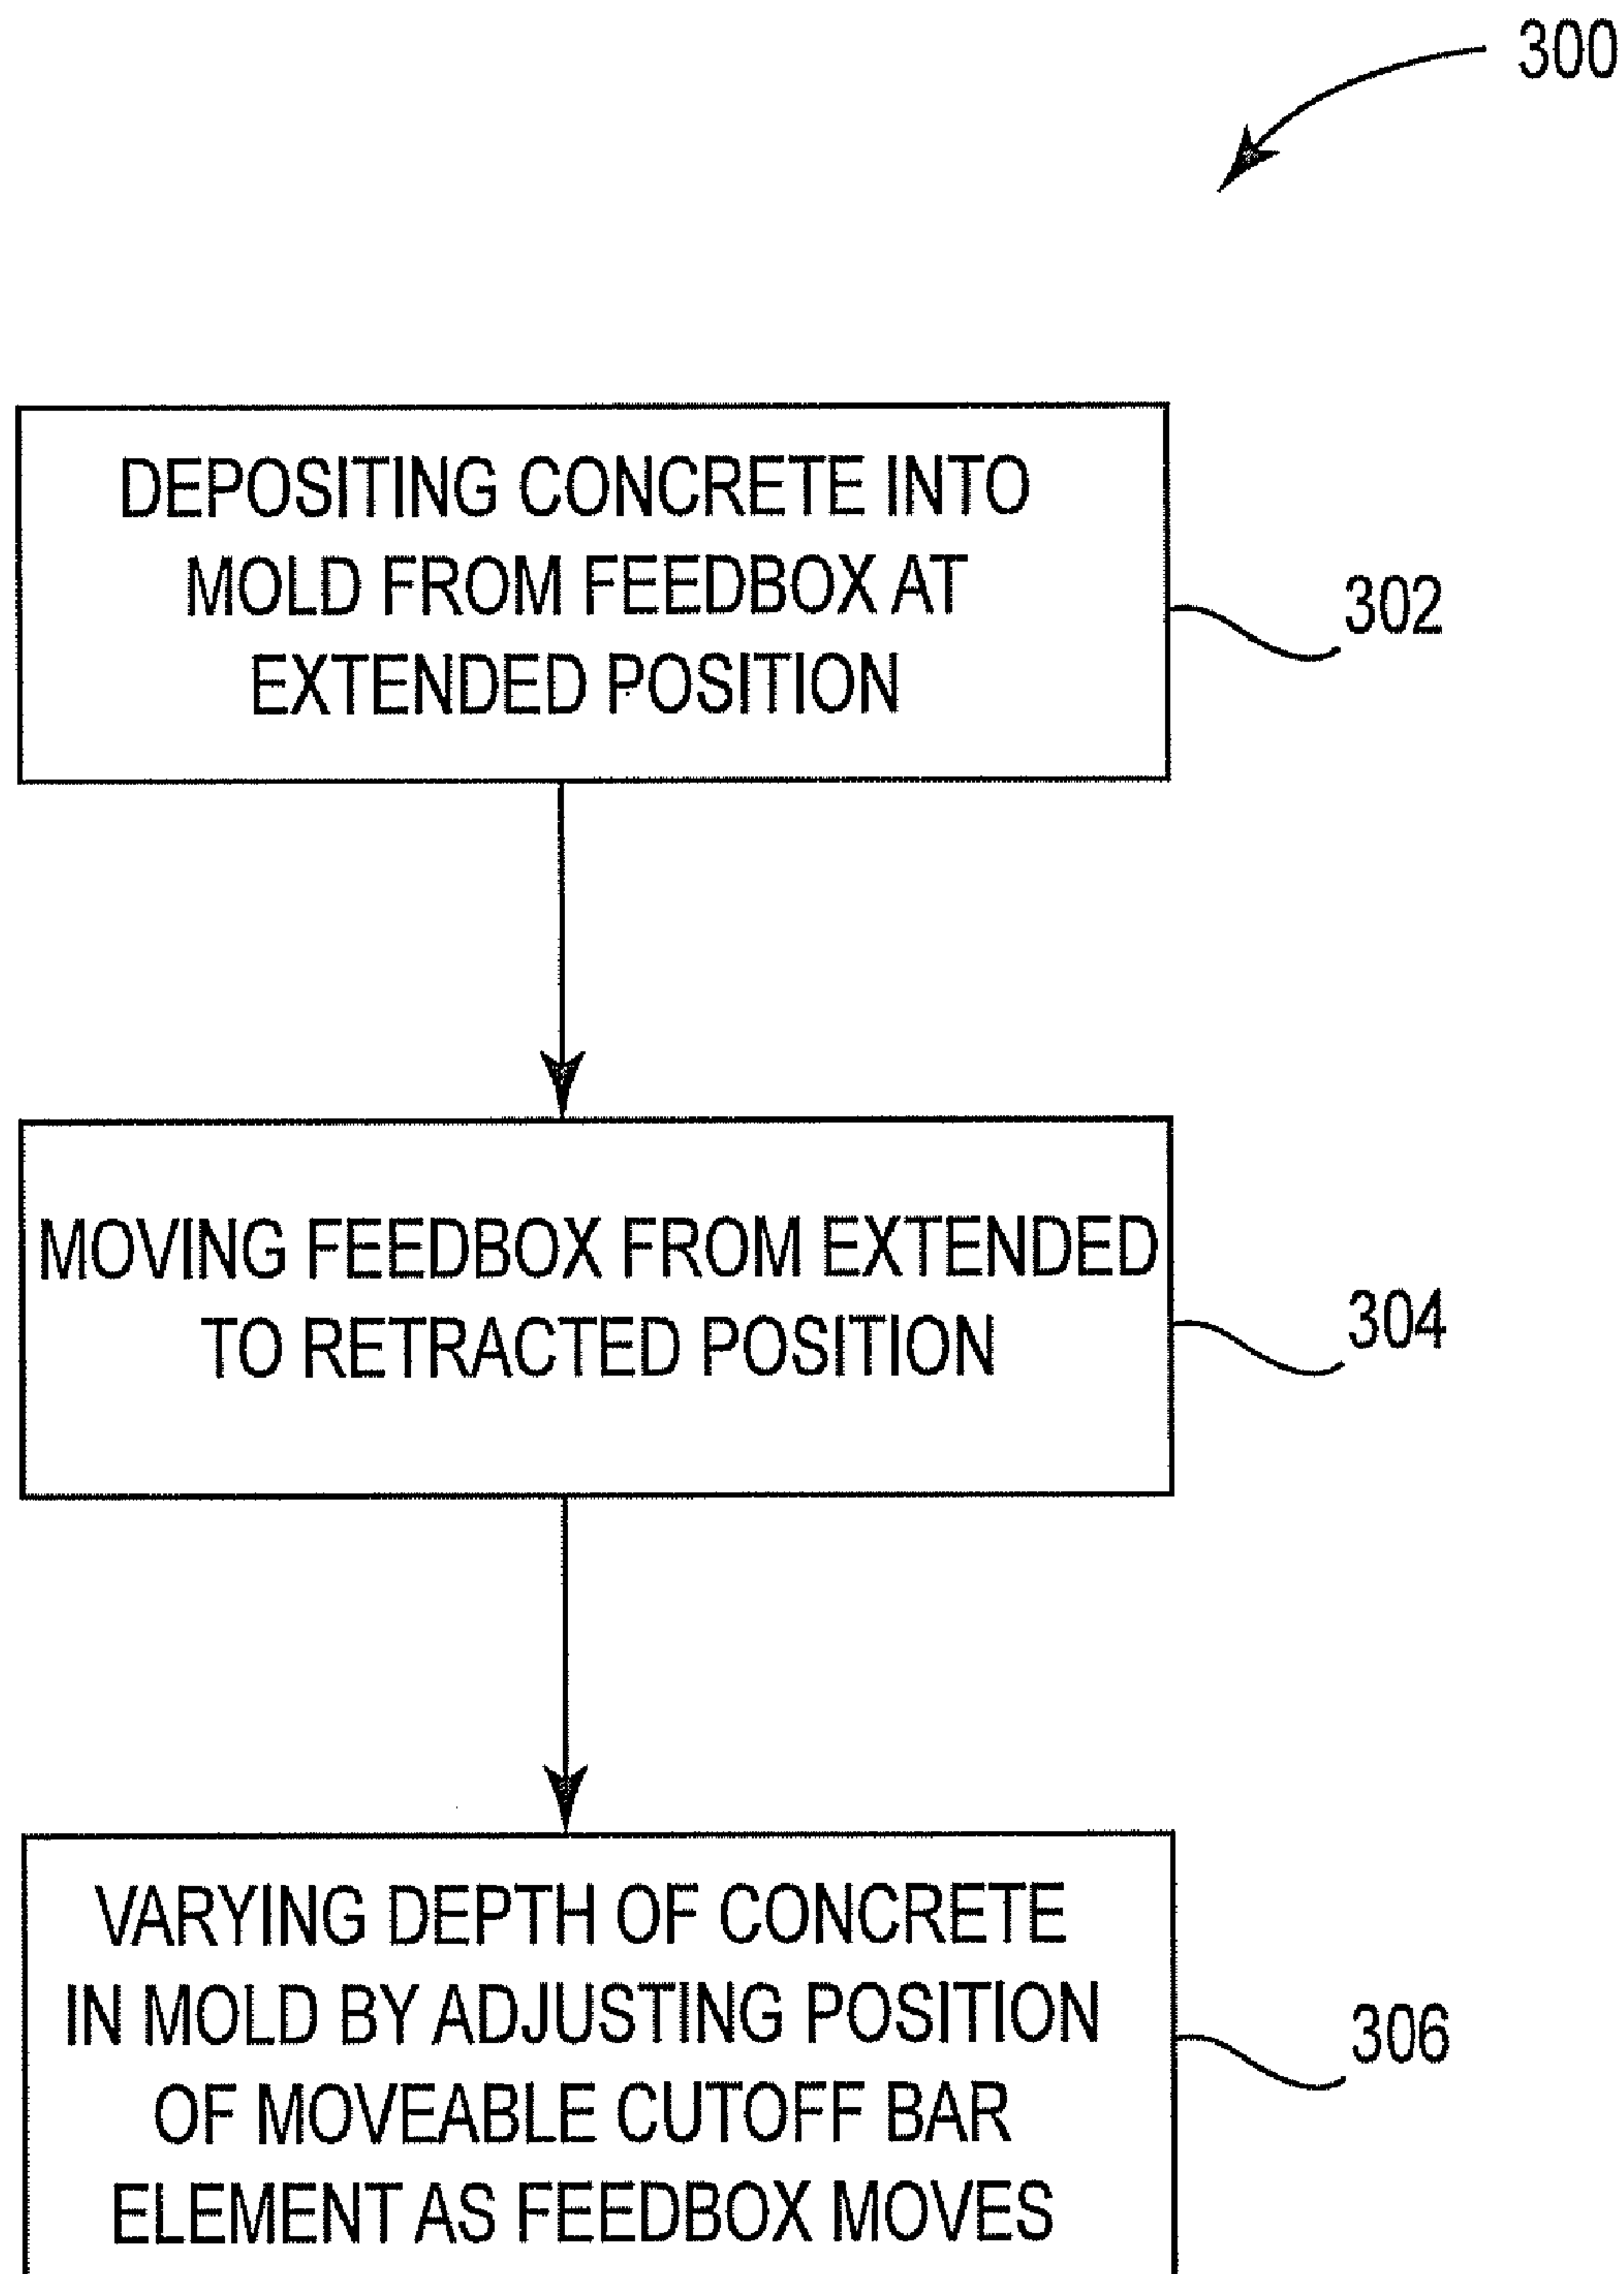 300
DEPOSITING CONCRETE INTO
MOLD FROM FEEDBOX AT
EXTENDED POSITION
302
MOVING FEEDBOX FROM EXTENDED
TO RETRACTED POSITION
304
VARYING DEPTH OF CONCRETE
IN MOLD BY ADJUSTING POSITION
OF MOVEABLE CUTOFF BAR
ELEMENT AS FEEDBOX MOVES
306